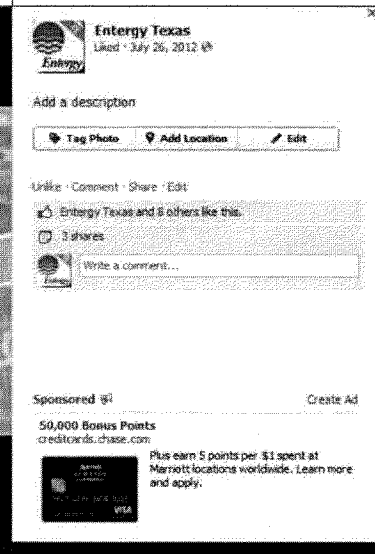 Entergy Texas
Liked · July 26, 2012
Entergy
Add a description
Tag Photo Add Location Edit
Unlike · Comment · Share · Edit
Entergy Texas and 8 others like this.
3 shares
Write a comment...
Sponsored Create Ad
50,000 Bonus Points
creditcards.chase.com
Plus earn 5 points per $1 spent at
Marriott locations worldwide. Learn more
and apply.
VISA